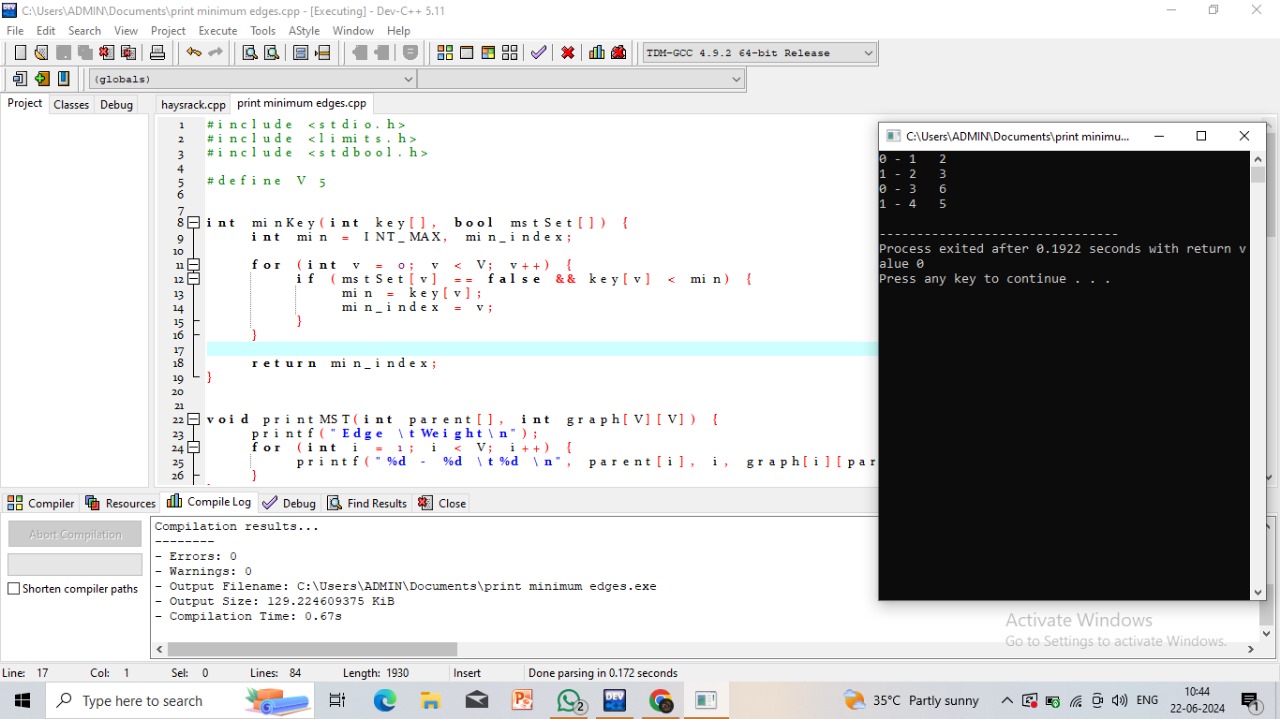 C:\Users\ADMIN\Documents\print minimum edges.cpp - [Executing] - Dev-C++ 5.11
File Edit Search View Project Execute Tools AStyle Window Help
TDM-GCC 4.9.2 64-bit Release
(globals)
Project Classes Debug
haysrack.cpp print minimum edges.cpp
1 #include <stdio.h>
2 #include <limits.h>
3 #include <stdbool.h>
4
5 #define V 5
6
7
8 int minKey(int key[], bool mstSet[]) {
9 int min = INT_MAX, min_index;
10
11 for (int v = 0; v < V; v++) {
12 if (mstSet[v] == false && key[v] < min) {
13 min = key[v];
14 min_index = v;
15 }
16 }
17
18 return min_index;
19 }
20
21
22 void printMST(int parent[], int graph[V][V]) {
23 printf("Edge \tWeight\n");
24 for (int i = 1; i < V; i++) {
25 printf("%d - %d \t%d \n", parent[i], i, graph[i][par
26 }
C:\Users\ADMIN\Documents\print minimu...
0 - 1 2
1 - 2 3
0 - 3 6
1 - 4 5
--------------------------------
Process exited after 0.1922 seconds with return v
alue 0
Press any key to continue . . .
Compiler Resources Compile Log Debug Find Results Close
Abort Compilation
Shorten compiler paths
Compilation results...
--------
- Errors: 0
- Warnings: 0
- Output Filename: C:\Users\ADMIN\Documents\print minimum edges.exe
- Output Size: 129.224609375 KiB
- Compilation Time: 0.67s
Activate Windows
Go to Settings to activate Windows.
Line: 17 Col: 1 Sel: 0 Lines: 84 Length: 1930 Insert Done parsing in 0.172 seconds
Type here to search
2
DEV
35°C Partly sunny
ENG
10:44
22-06-2024
1